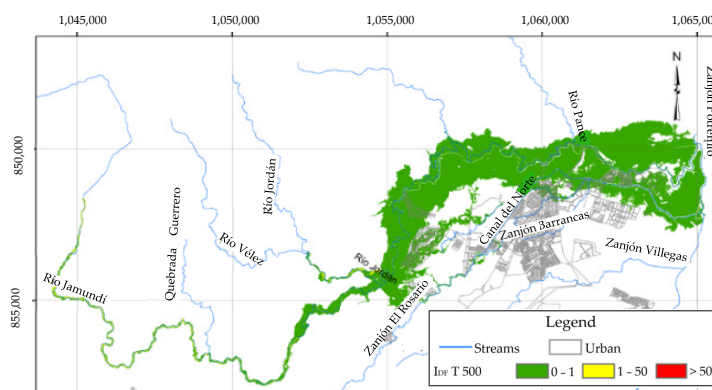 1,045,000 1,050,000 1,055,000 1,060,000 1,065,000
N
Río Pance
850,000
Río Jordán
Guerrero
Canal del Norte
Zanjón Barrancas
Río Vélez
Zanjón Villegas
Quebrada
Río Jordán
Río Jamundí
855,000
Zanjón El Rosario
Legend
Streams Urban
IDF T 500 0 – 1 1 – 50 > 50